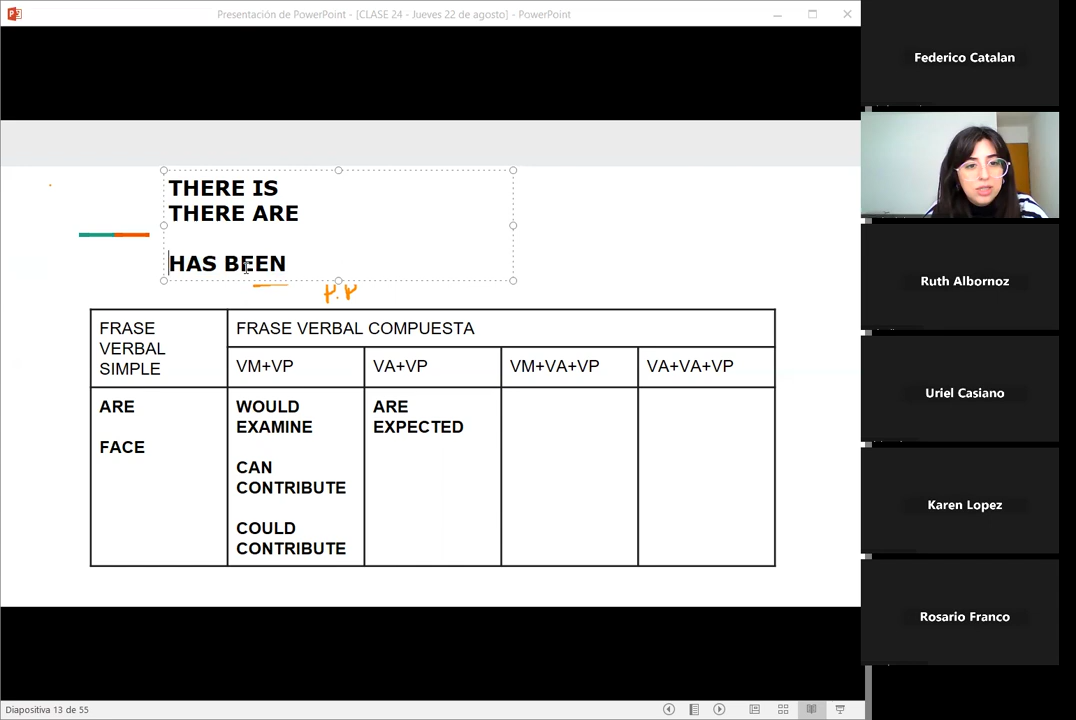 Presentación de PowerPoint - [CLASE 24 - Jueves 22 de agosto] - PowerPoint
Federico Catalan
THERE IS
THERE ARE
HAS BEEN
P.P
Ruth Albornoz
FRASE
VERBAL
SIMPLE
FRASE VERBAL COMPUESTA
VM+VP
VA+VP
VM+VA+VP
VA+VA+VP
Uriel Casiano
ARE
FACE
WOULD
EXAMINE
CAN
CONTRIBUTE
COULD
CONTRIBUTE
ARE
EXPECTED
Karen Lopez
Rosario Franco
Diapositiva 13 de 55